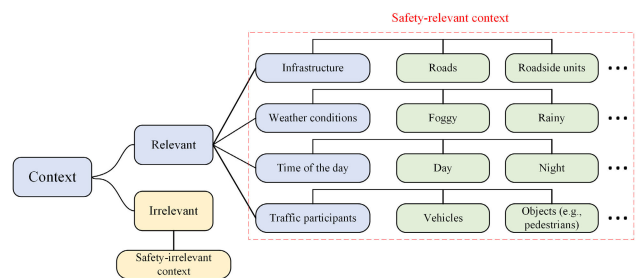 Safety-relevant context
Infrastructure Roads Roadside units
Weather conditions Foggy Rainy
Relevant
Context
Time of the day Day Night
Irrelevant
Traffic participants Vehicles Objects (e.g.,
pedestrians)
Safety-irrelevant
context